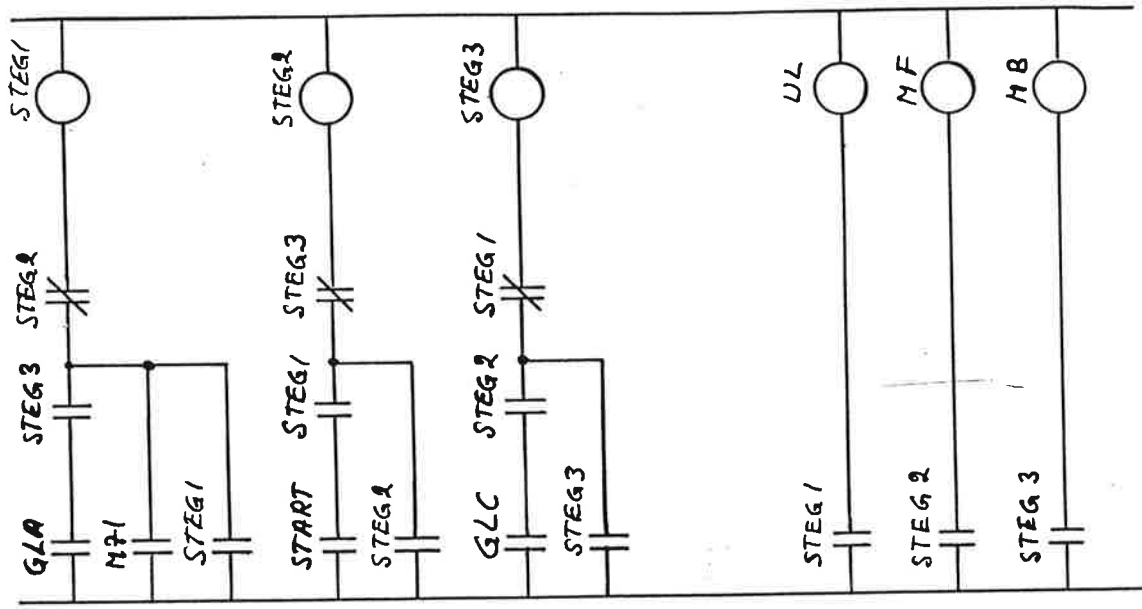 GLA
STEG3
STEG2
STEG1
M71
STEG1
START
STEG1
STEG3
STEG2
STEG2
GLC
STEG2
STEG1
STEG3
STEG3
STEG1
UL
STEG2
MF
STEG3
MB